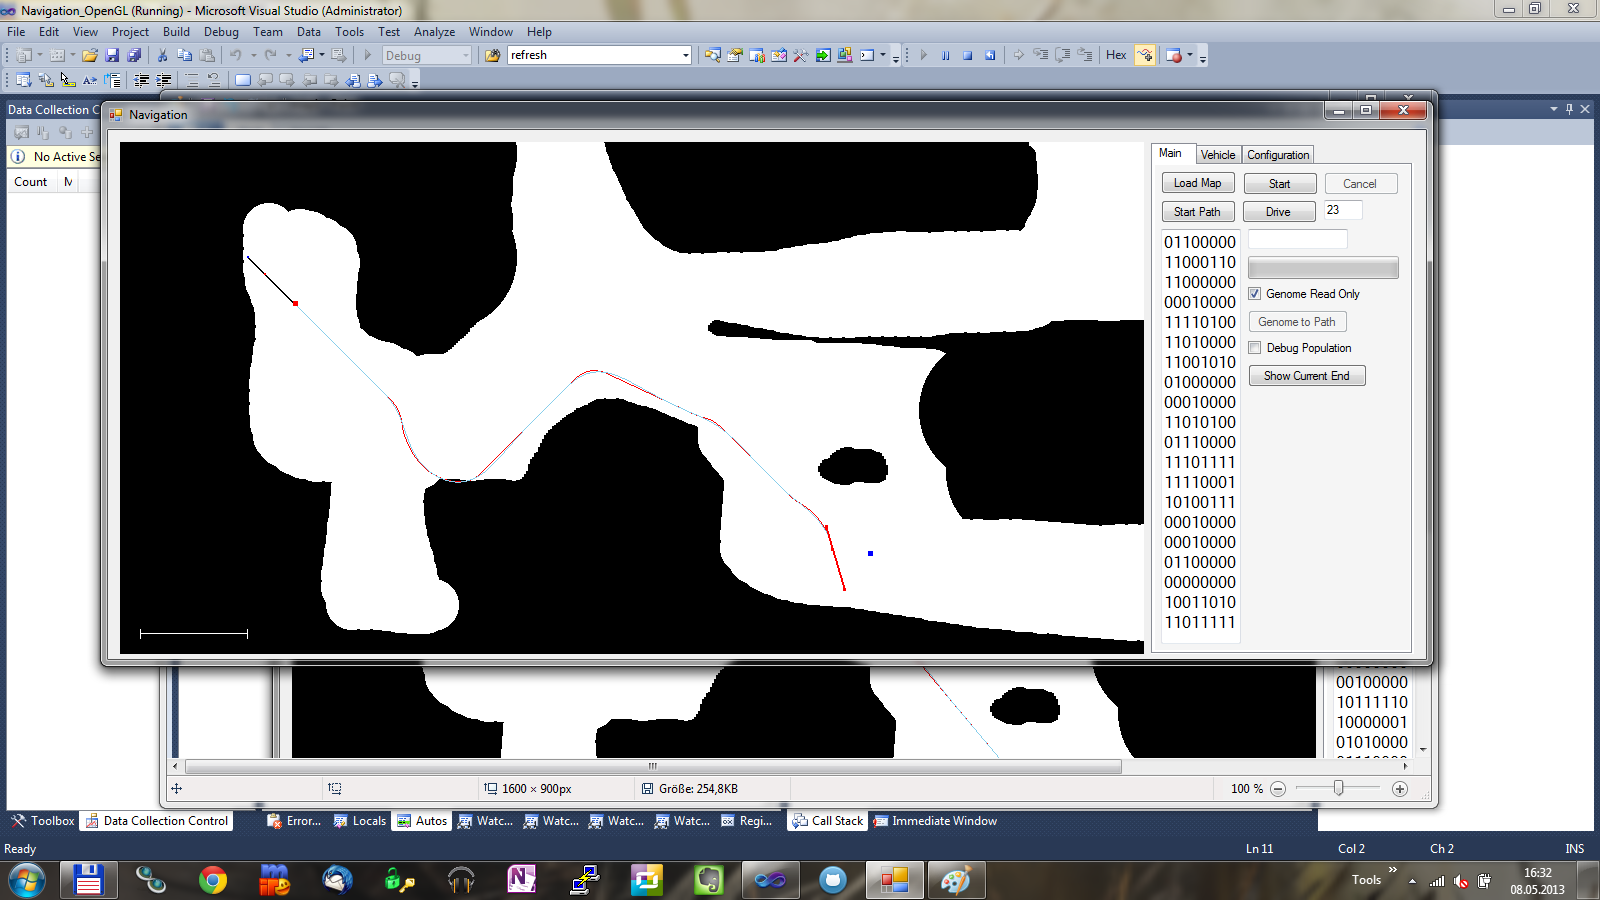 Navigation_OpenGL (Running) - Microsoft Visual Studio (Administrator)
File Edit View Project Build Debug Team Data Tools Test Analyze Window Help
Debug refresh Hex
Data Collection C
Navigation
No Active Se
Count M
Main Vehicle Configuration
Load Map Start Cancel
Start Path Drive 23
01100000
11000110
11000000
00010000
11110100
11010000
11001010
01000000
00010000
11010100
01110000
11101111
11110001
10100111
00010000
00010000
01100000
00000000
10011010
11011111
Genome Read Only
Genome to Path
Debug Population
Show Current End
00100000
10111110
10000001
01010000
1600 × 900px Größe: 254,8KB 100 %
Toolbox Data Collection Control Error... Locals Autos Watc... Watc... Watc... Watc... Regi... Call Stack Immediate Window
Ready Ln 11 Col 2 Ch 2 INS
Tools 16:32
08.05.2013